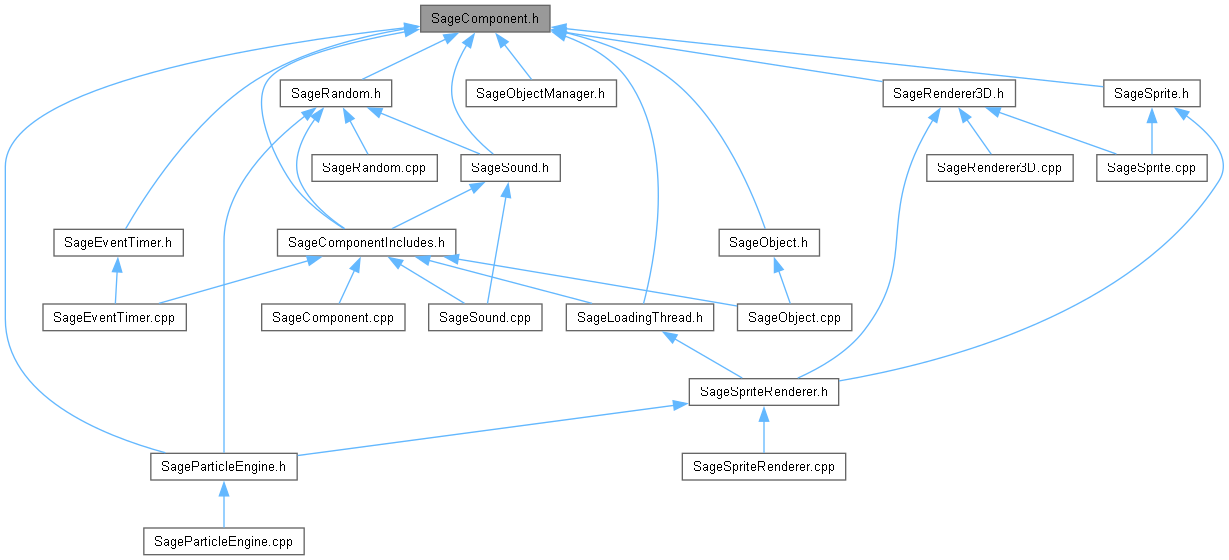 SageComponent.h
SageRandom.h
SageObjectManager.h
SageRenderer3D.h
SageSprite.h
SageRandom.cpp
SageSound.h
SageRenderer3D.cpp
SageSprite.cpp
SageEventTimer.h
SageComponentIncludes.h
SageObject.h
SageEventTimer.cpp
SageComponent.cpp
SageSound.cpp
SageLoadingThread.h
SageObject.cpp
SageSpriteRenderer.h
SageParticleEngine.h
SageSpriteRenderer.cpp
SageParticleEngine.cpp